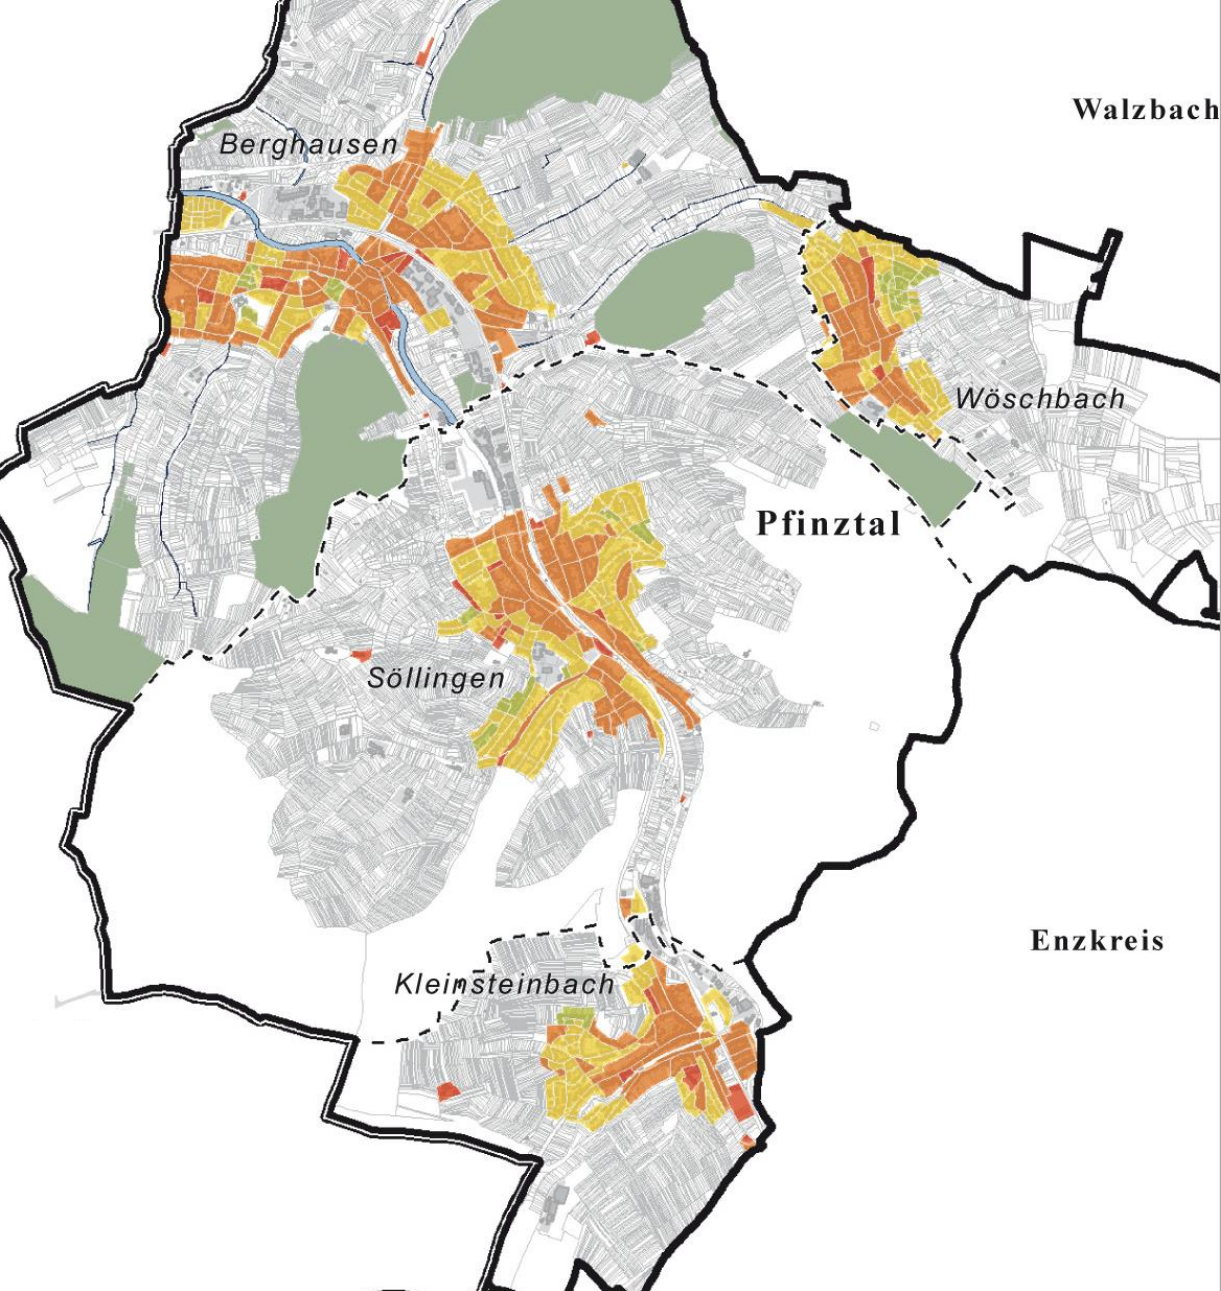 Walzbach
Berghausen
Wöschbach
Pfinztal
Söllingen
Enzkreis
Kleinsteinbach